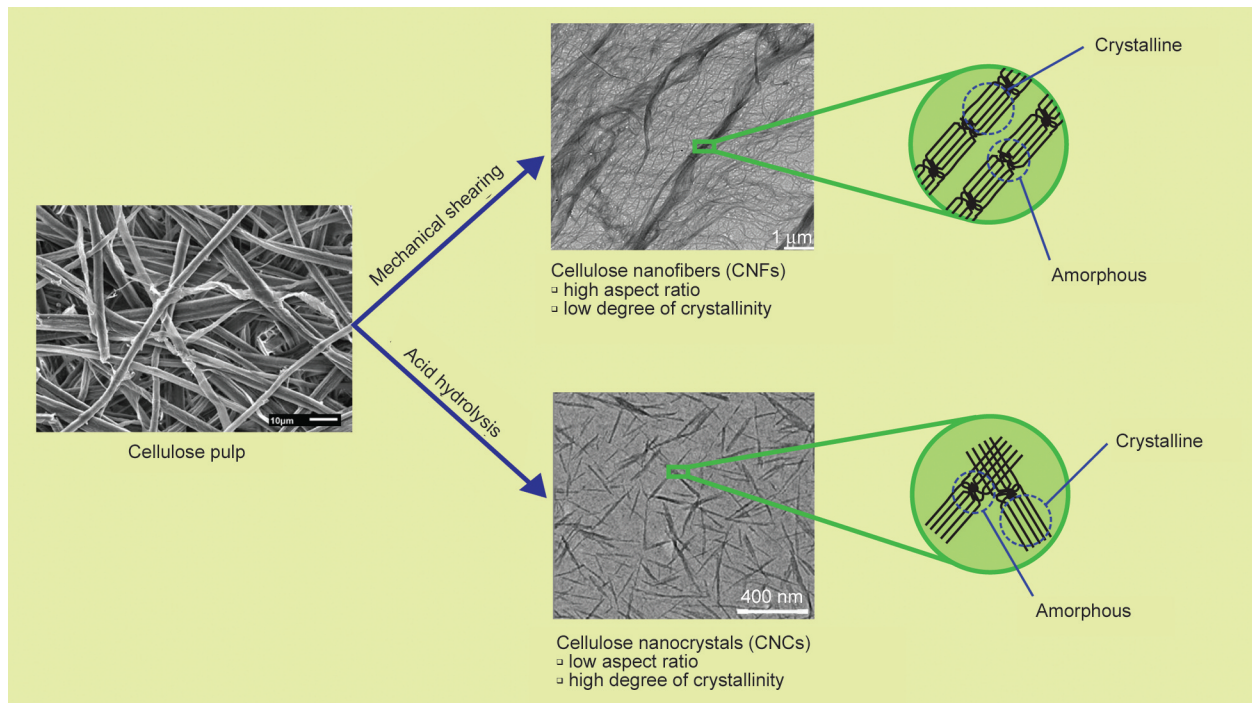 Crystalline
Mechanical shearing
1 μm
Cellulose nanofibers (CNFs)
▫ high aspect ratio
▫ low degree of crystallinity
Amorphous
10μm
Cellulose pulp
Acid hydrolysis
400 nm
Crystalline
Amorphous
Cellulose nanocrystals (CNCs)
▫ low aspect ratio
▫ high degree of crystallinity